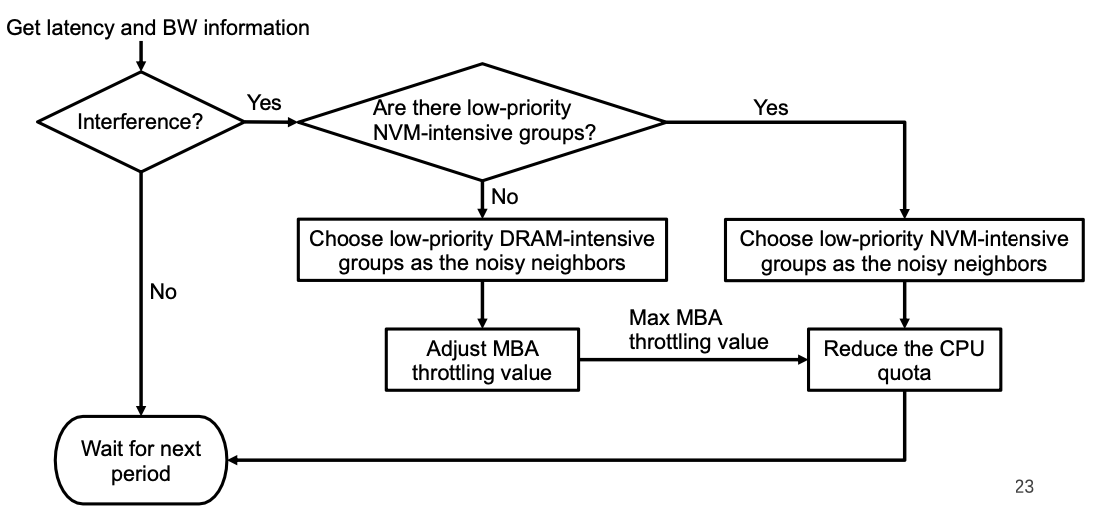 Get latency and BW information
Interference?
Yes
Are there low-priority
NVM-intensive groups?
Yes
No
Choose low-priority DRAM-intensive
groups as the noisy neighbors
Choose low-priority NVM-intensive
groups as the noisy neighbors
No
Adjust MBA
throttling value
Max MBA
throttling value
Reduce the CPU
quota
Wait for next
period
23